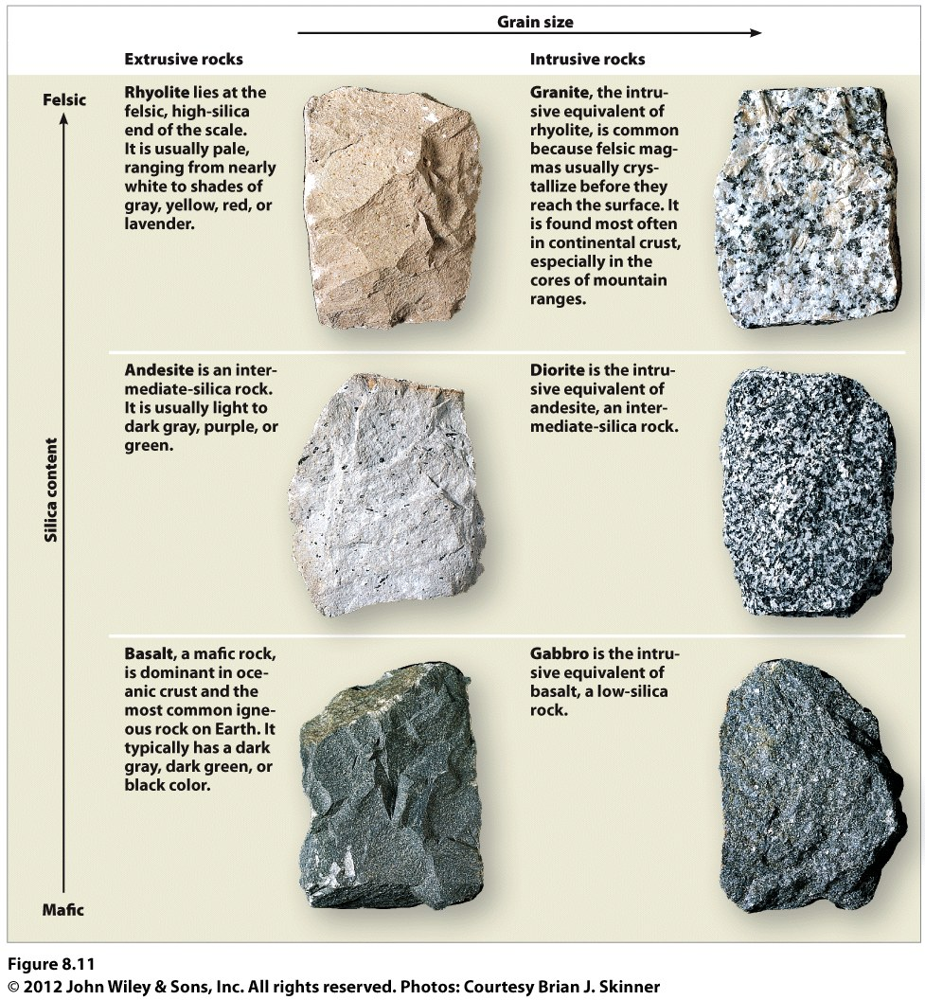 Grain size
Extrusive rocks
Intrusive rocks
Felsic
Rhyolite lies at the
felsic, high-silica
end of the scale.
It is usually pale,
ranging from nearly
white to shades of
gray, yellow, red, or
lavender.
Granite, the intru-
sive equivalent of
rhyolite, is common
because felsic mag-
mas usually crys-
tallize before they
reach the surface. It
is found most often
in continental crust,
especially in the
cores of mountain
ranges.
Silica content
Andesite is an inter-
mediate-silica rock.
It is usually light to
dark gray, purple, or
green.
Diorite is the intru-
sive equivalent of
andesite, an inter-
mediate-silica rock.
Basalt, a mafic rock,
is dominant in oce-
anic crust and the
most common igne-
ous rock on Earth. It
typically has a dark
gray, dark green, or
black color.
Gabbro is the intru-
sive equivalent of
basalt, a low-silica
rock.
Mafic
Figure 8.11
© 2012 John Wiley & Sons, Inc. All rights reserved. Photos: Courtesy Brian J. Skinner